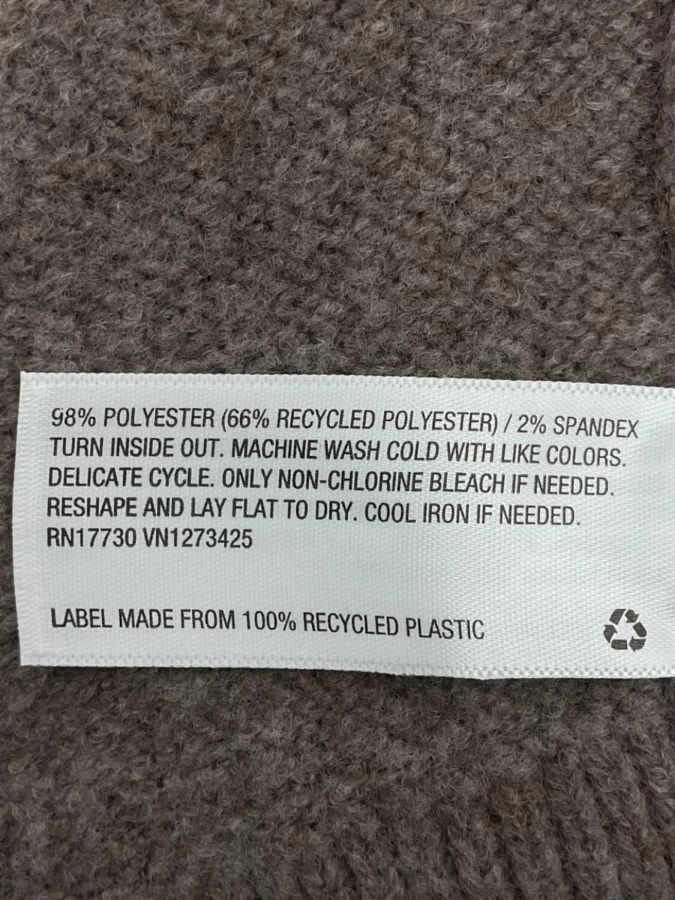 98% POLYESTER (66% RECYCLED POLYESTER) / 2% SPANDEX
TURN INSIDE OUT. MACHINE WASH COLD WITH LIKE COLORS.
DELICATE CYCLE. ONLY NON-CHLORINE BLEACH IF NEEDED.
RESHAPE AND LAY FLAT TO DRY. COOL IRON IF NEEDED.
RN17730 VN1273425
LABEL MADE FROM 100% RECYCLED PLASTIC